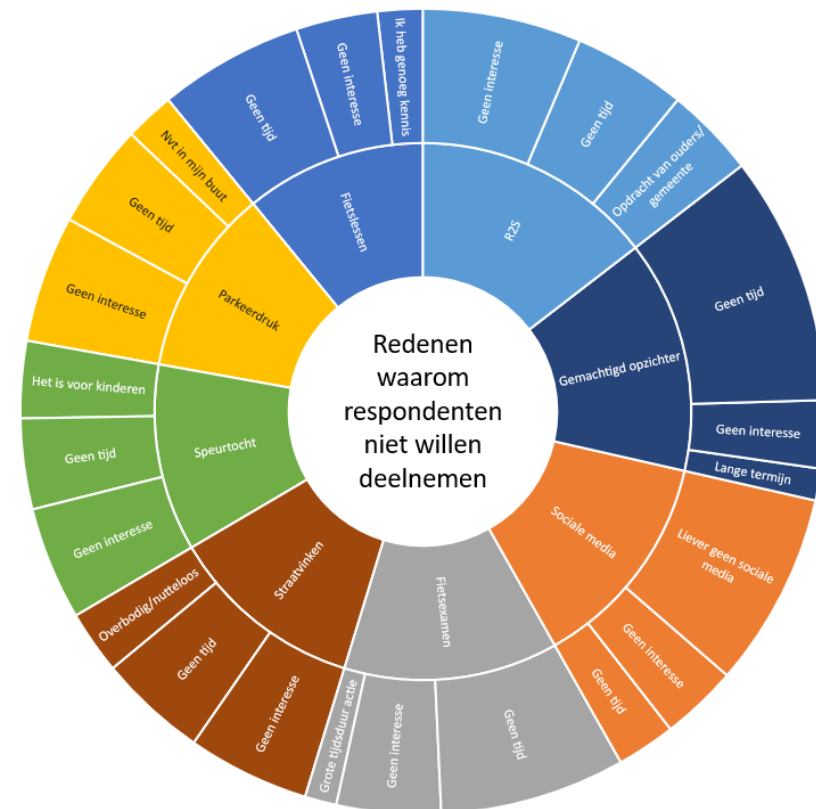 Redenen
waarom
respondenten
niet willen
deelnemen
R2S
Geen interesse
Geen tijd
Opdracht van ouders/
gemeente
Gemachtigd opzichter
Geen tijd
Geen interesse
Lange termijn
Sociale media
Liever geen sociale
media
Geen interesse
Geen tijd
Fietsexamen
Geen tijd
Geen interesse
Grote tijdsduur actie
Straatvinken
Geen interesse
Geen tijd
Overbodig/nutteloos
Speurtocht
Geen interesse
Geen tijd
Het is voor kinderen
Parkeerdruk
Geen interesse
Geen tijd
Nvt in mijn buut
Fietslessen
Geen tijd
Geen interesse
Ik heb genoeg kennis